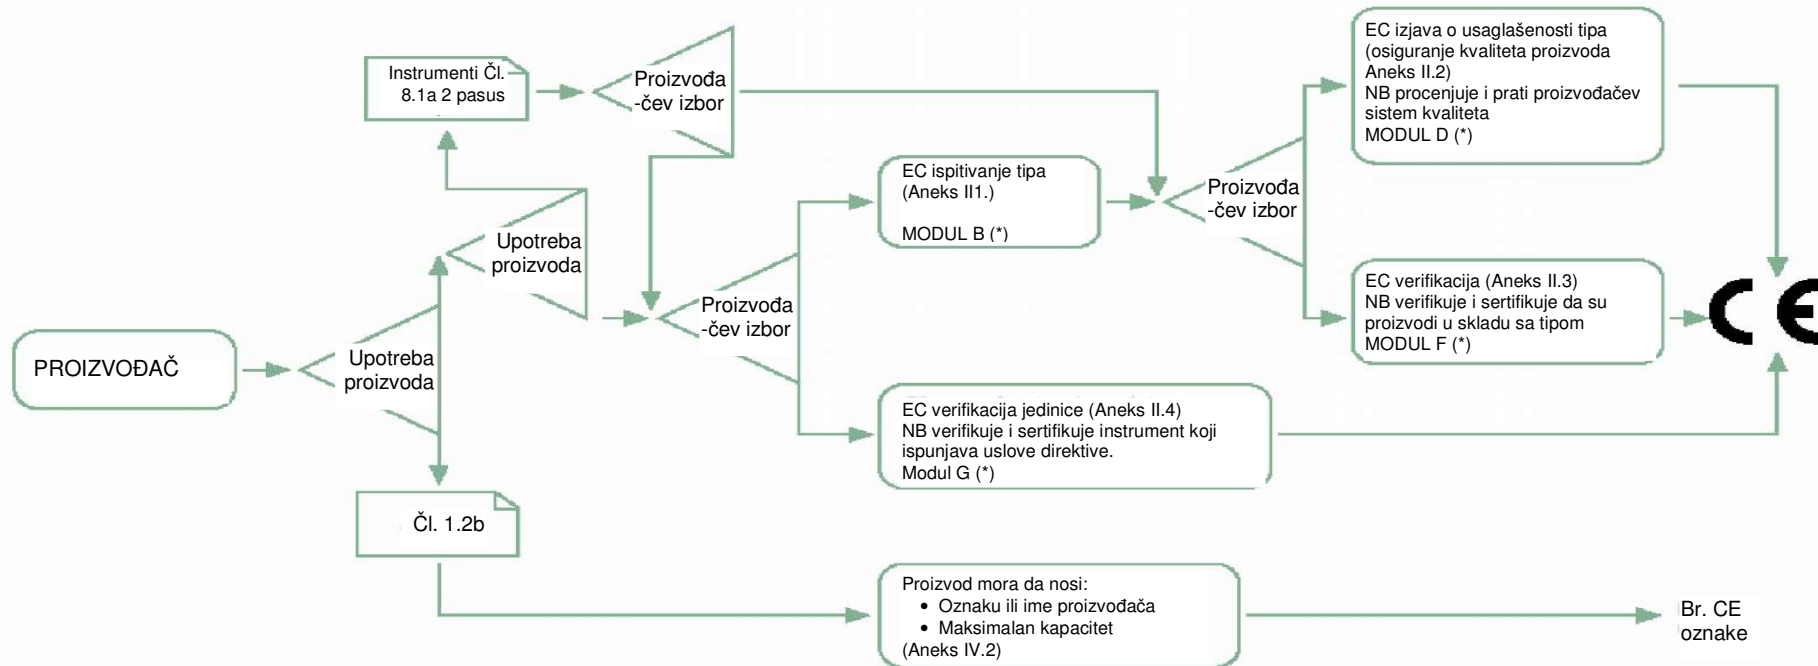 PROIZVOĐAČ
Upotreba
proizvoda
Upotreba
proizvoda
Instrumenti Čl.
8.1a 2 pasus
Proizvođa
-čev izbor
Proizvođa
-čev izbor
EC ispitivanje tipa
(Aneks II1.)
MODUL B (*)
Proizvođa
-čev izbor
EC izjava o usaglašenosti tipa
(osiguranje kvaliteta proizvoda
Aneks II.2)
NB procenjuje i prati proizvođačev
sistem kvaliteta
MODUL D (*)
EC verifikacija (Aneks II.3)
NB verifikuje i sertifikuje da su
proizvodi u skladu sa tipom
MODUL F (*)
CE
EC verifikacija jedinice (Aneks II.4)
NB verifikuje i sertifikuje instrument koji
ispunjava uslove direktive.
Modul G (*)
Čl. 1.2b
Proizvod mora da nosi:
• Oznaku ili ime proizvođača
• Maksimalan kapacitet
(Aneks IV.2)
Br. CE
oznake